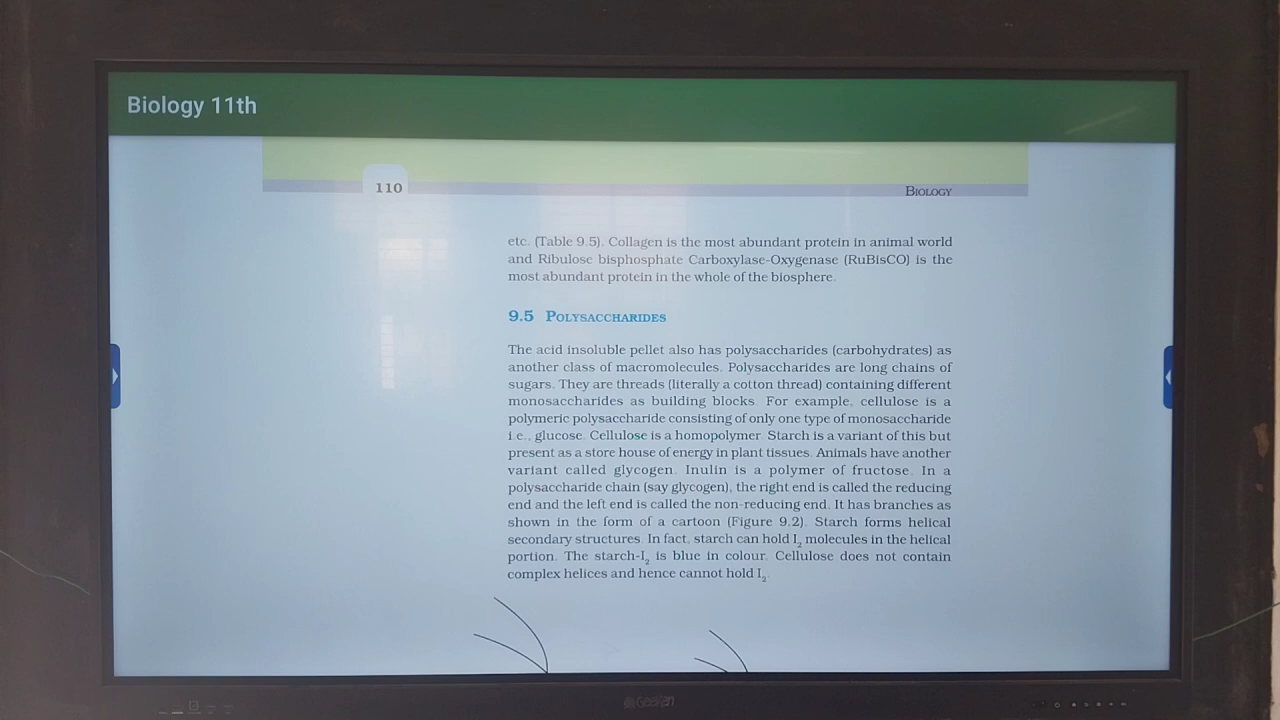 Biology 11th
110
BIOLOGY
etc. (Table 9.5). Collagen is the most abundant protein in animal world
and Ribulose bisphosphate Carboxylase-Oxygenase (RuBisCO) is the
most abundant protein in the whole of the biosphere.
9.5 POLYSACCHARIDES
The acid insoluble pellet also has polysaccharides (carbohydrates) as
another class of macromolecules. Polysaccharides are long chains of
sugars. They are threads (literally a cotton thread) containing different
monosaccharides as building blocks. For example, cellulose is a
polymeric polysaccharide consisting of only one type of monosaccharide
i.e., glucose. Cellulose is a homopolymer. Starch is a variant of this but
present as a store house of energy in plant tissues. Animals have another
variant called glycogen. Inulin is a polymer of fructose. In a
polysaccharide chain (say glycogen), the right end is called the reducing
end and the left end is called the non-reducing end. It has branches as
shown in the form of a cartoon (Figure 9.2). Starch forms helical
secondary structures. In fact, starch can hold I₂ molecules in the helical
portion. The starch-I₂ is blue in colour. Cellulose does not contain
complex helices and hence cannot hold I₂.